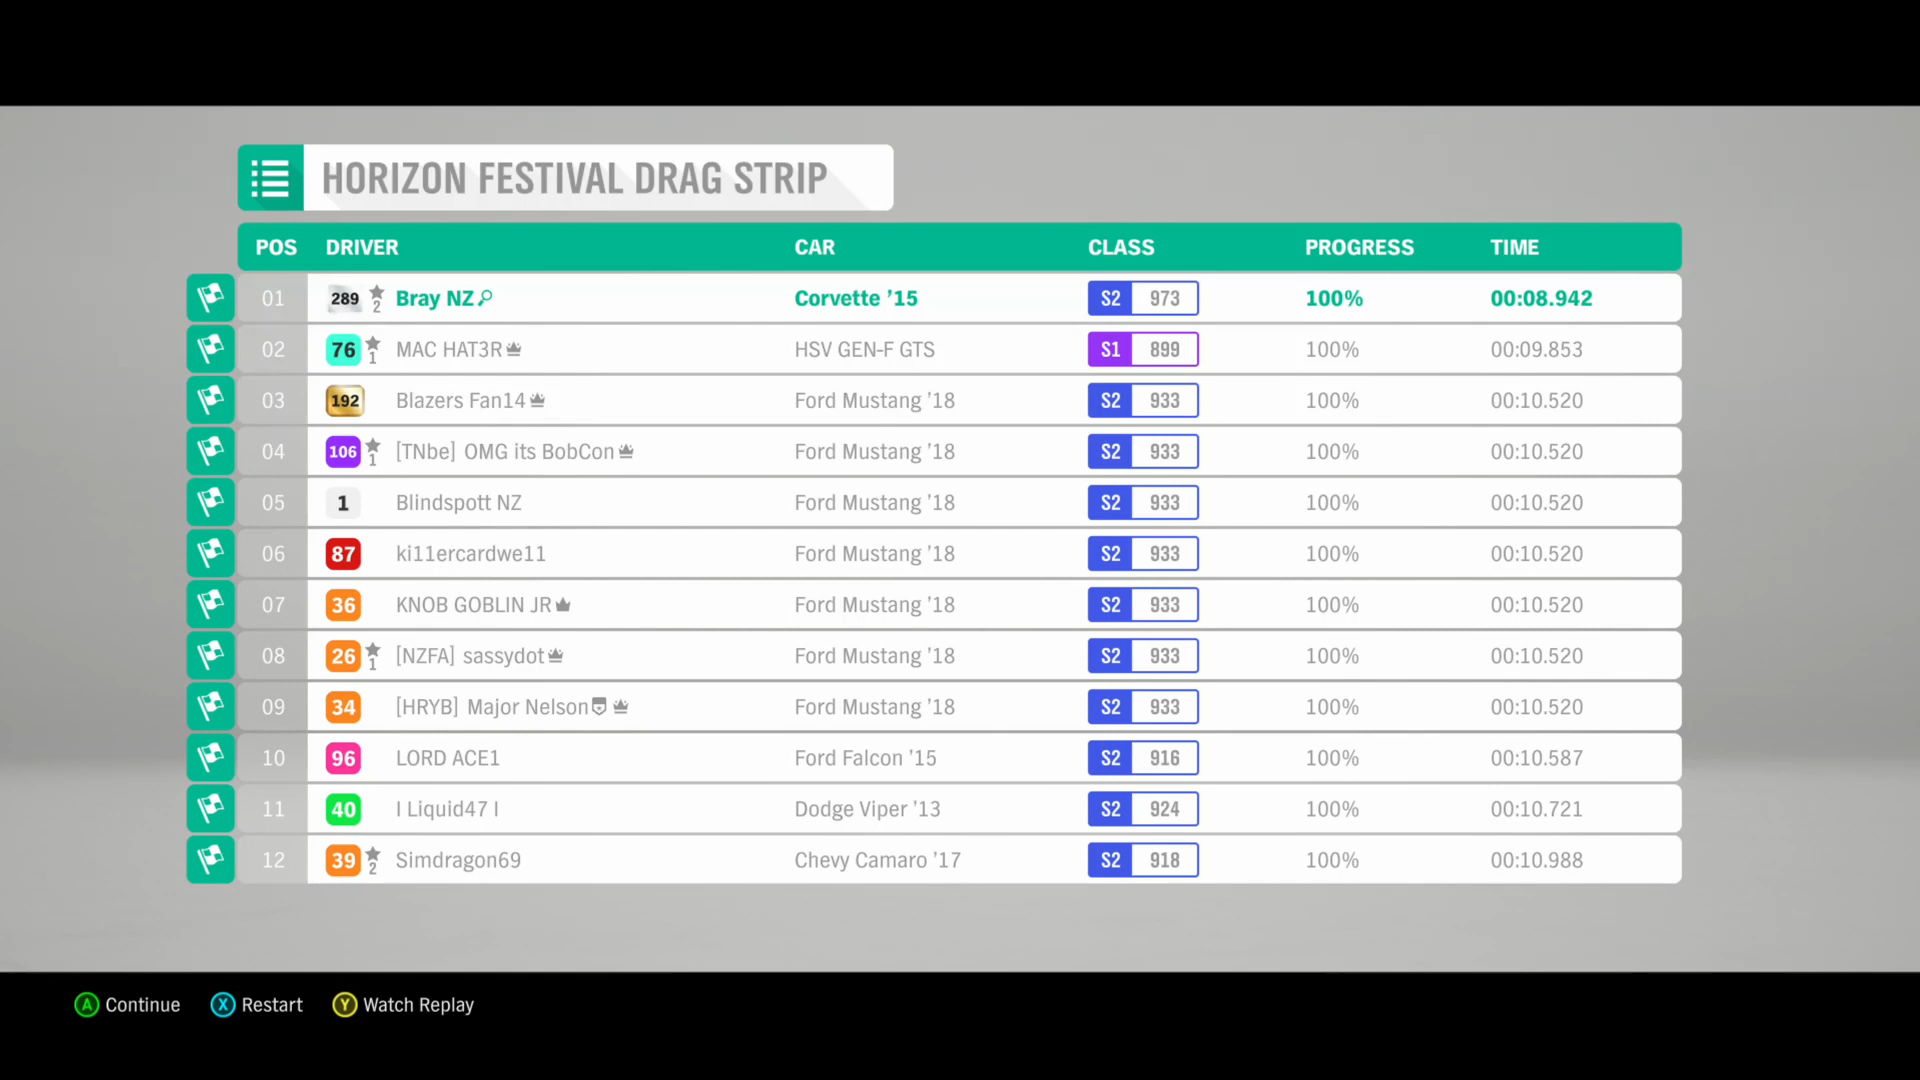 HORIZON FESTIVAL DRAG STRIP
POS DRIVER CAR CLASS PROGRESS TIME
01 289 2 Bray NZ Corvette ’15 S2 973 100% 00:08.942
02 76 1 MAC HAT3R HSV GEN-F GTS S1 899 100% 00:09.853
03 192 Blazers Fan14 Ford Mustang ’18 S2 933 100% 00:10.520
04 106 1 [TNbe] OMG its BobCon Ford Mustang ’18 S2 933 100% 00:10.520
05 1 Blindspott NZ Ford Mustang ’18 S2 933 100% 00:10.520
06 87 ki11ercardwe11 Ford Mustang ’18 S2 933 100% 00:10.520
07 36 KNOB GOBLIN JR Ford Mustang ’18 S2 933 100% 00:10.520
08 26 1 [NZFA] sassydot Ford Mustang ’18 S2 933 100% 00:10.520
09 34 [HRYB] Major Nelson Ford Mustang ’18 S2 933 100% 00:10.520
10 96 LORD ACE1 Ford Falcon ’15 S2 916 100% 00:10.587
11 40 I Liquid47 I Dodge Viper ’13 S2 924 100% 00:10.721
12 39 2 Simdragon69 Chevy Camaro ’17 S2 918 100% 00:10.988
A Continue X Restart Y Watch Replay